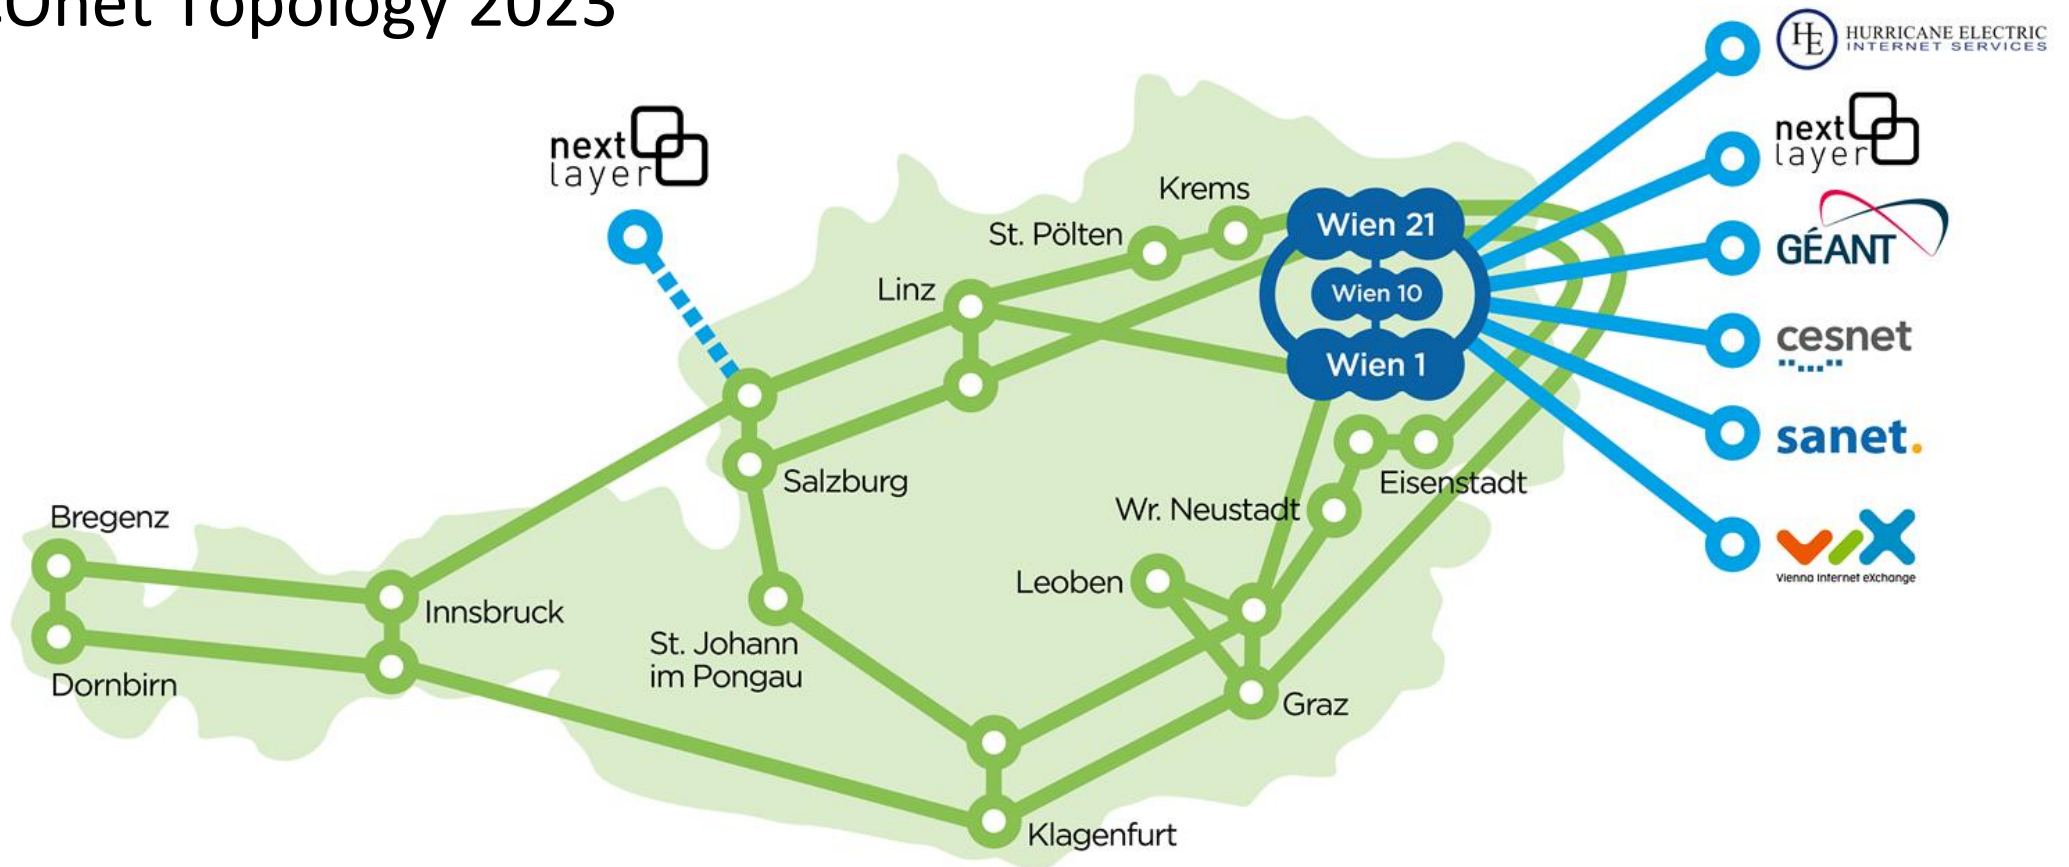 Onet Topology 2023
HE HURRICANE ELECTRIC
INTERNET SERVICES
next
layer
next
layer
Krems
Wien 21
St. Pölten
GÉANT
Linz
Wien 10
cesnet
Wien 1
sanet.
Salzburg
Eisenstadt
Bregenz
Wr. Neustadt
vix
Vienna Internet eXchange
Leoben
Innsbruck
St. Johann
im Pongau
Dornbirn
Graz
Klagenfurt